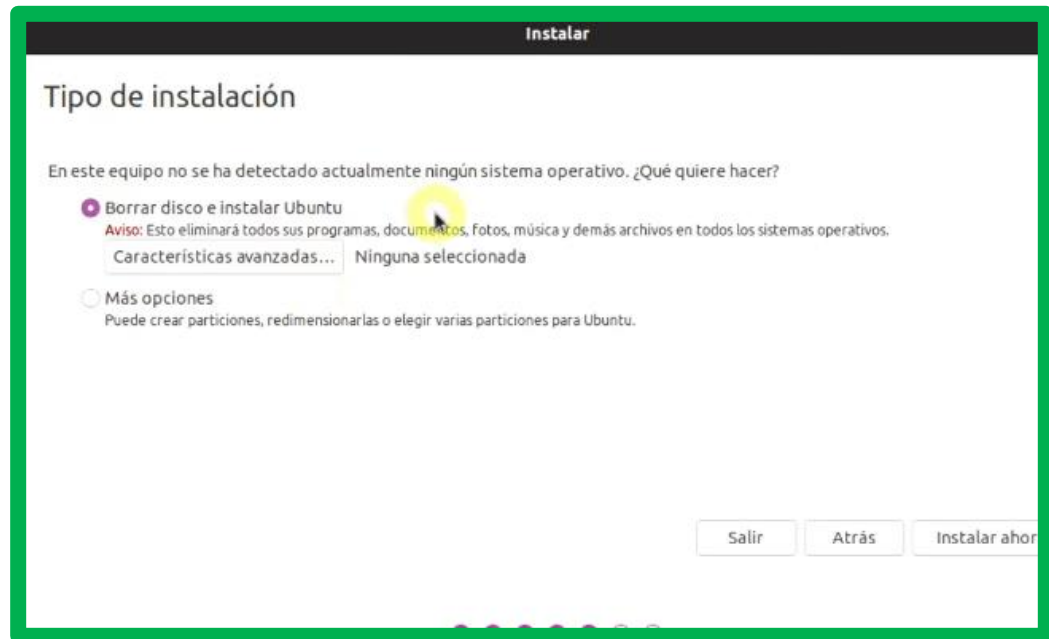 Instalar
Tipo de instalación
En este equipo no se ha detectado actualmente ningún sistema operativo. ¿Qué quiere hacer?
Borrar disco e instalar Ubuntu
Aviso: Esto eliminará todos sus programas, documentos, fotos, música y demás archivos en todos los sistemas operativos.
Características avanzadas... Ninguna seleccionada
Más opciones
Puede crear particiones, redimensionarlas o elegir varias particiones para Ubuntu.
Salir Atrás Instalar ahor